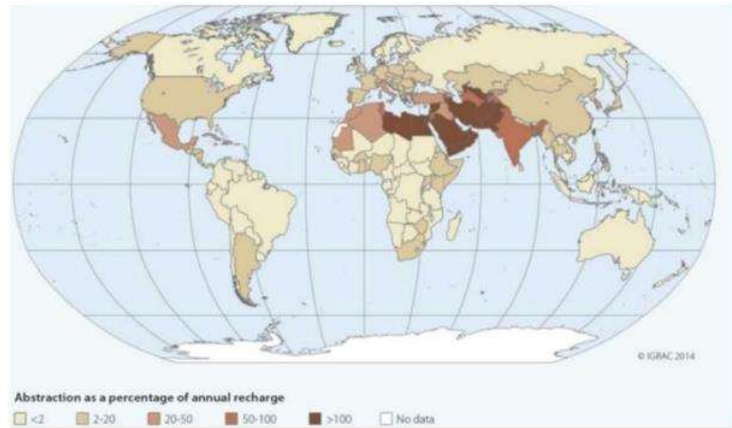 © IGRAC 2014
Abstraction as a percentage of annual recharge
<2 2-20 20-50 50-100 >100 No data